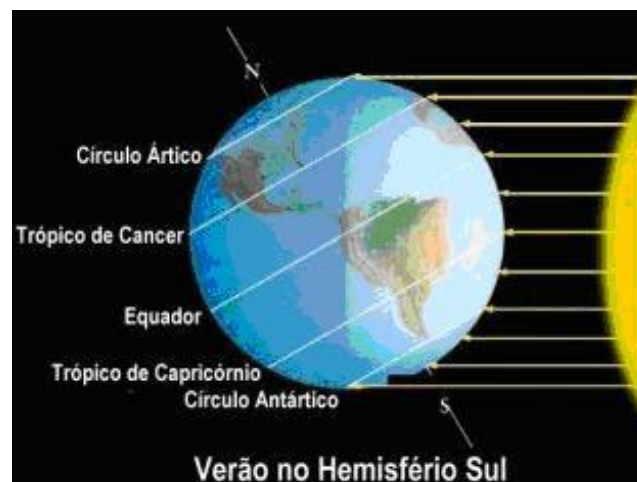 N
Círculo Ártico
Trópico de Cancer
Equador
Trópico de Capricórnio
Círculo Antártico
S
Verão no Hemisfério Sul